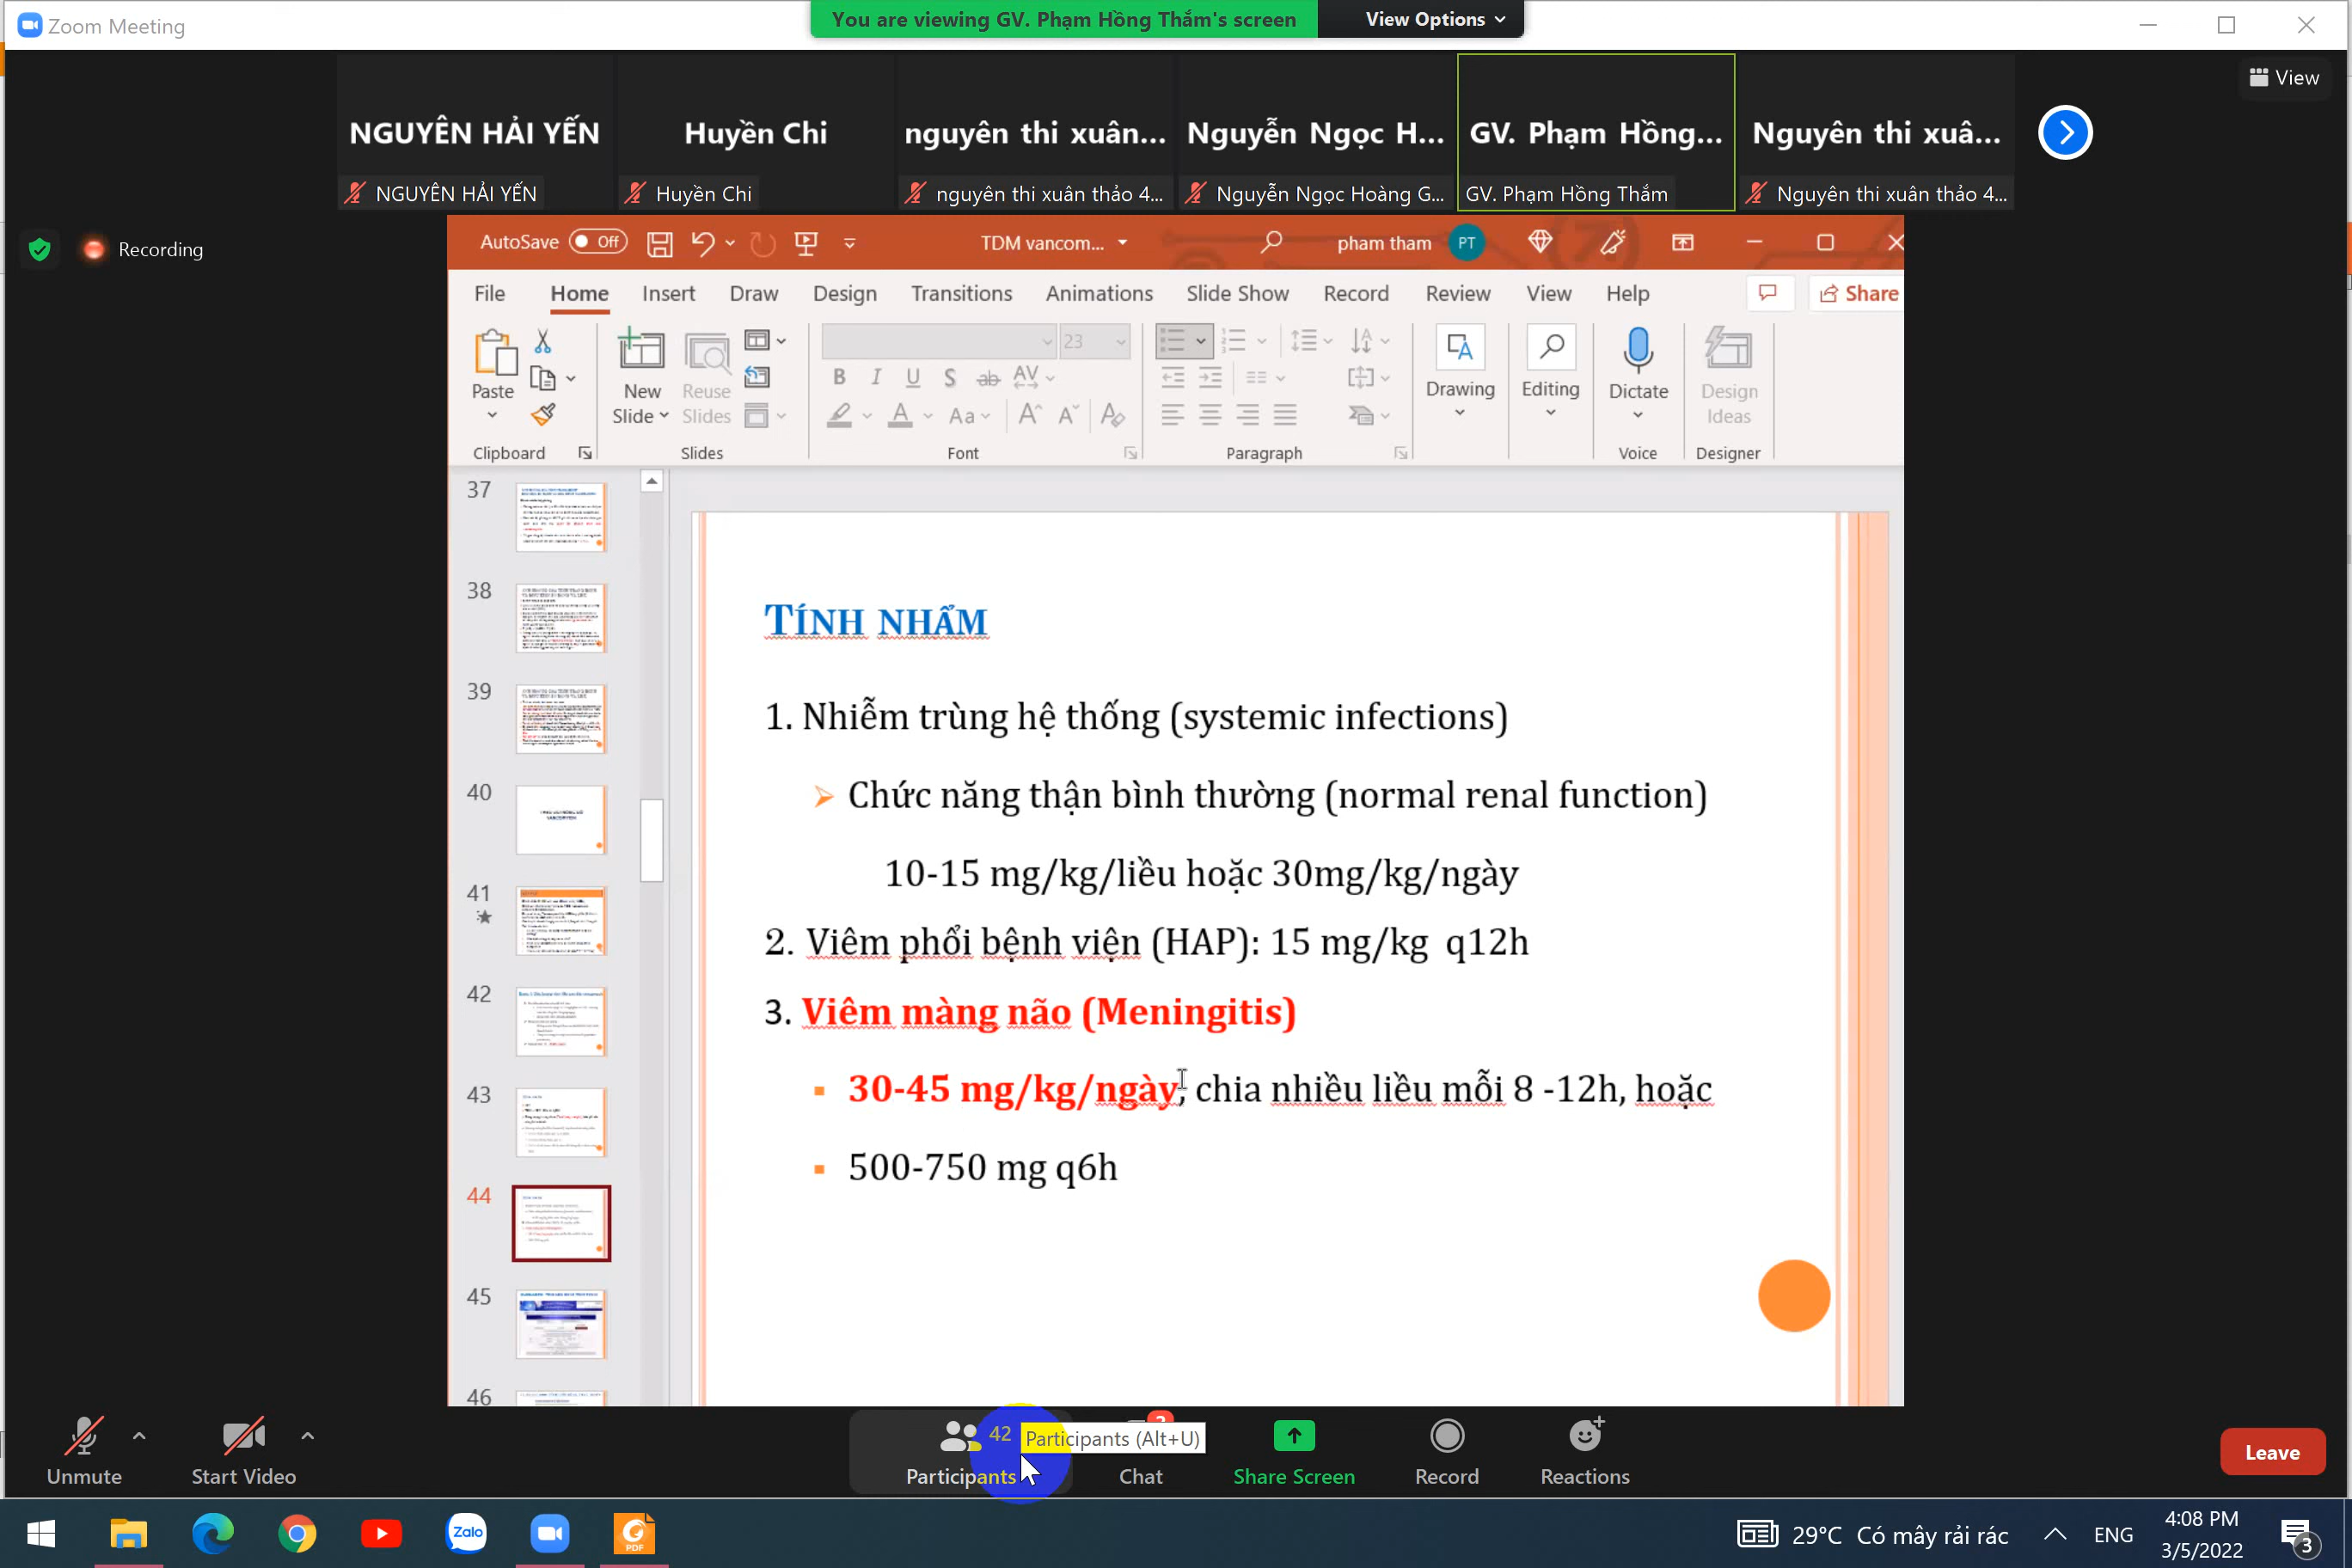 Zoom Meeting
You are viewing GV. Phạm Hồng Thắm's screen
View Options
View
NGUYÊN HẢI YẾN
Huyền Chi
nguyên thi xuân...
Nguyễn Ngọc H...
GV. Phạm Hồng...
Nguyên thi xuâ...
NGUYÊN HẢI YẾN
Huyền Chi
nguyên thi xuân thảo 4...
Nguyễn Ngọc Hoàng G...
GV. Phạm Hồng Thắm
Nguyên thi xuân thảo 4...
Recording
AutoSave Off
TDM vancom...
pham tham PT
File Home Insert Draw Design Transitions Animations Slide Show Record Review View Help Share
Paste
New Slide
Reuse Slides
23
B I U S ab AV
A Aa A A A
Drawing
Editing
Dictate
Design Ideas
Clipboard Slides Font Paragraph Voice Designer
37
38
39
40
41
42
43
44
45
46
TÍNH NHẨM
1. Nhiễm trùng hệ thống (systemic infections)
Chức năng thận bình thường (normal renal function)
10-15 mg/kg/liều hoặc 30mg/kg/ngày
2. Viêm phổi bệnh viện (HAP): 15 mg/kg q12h
3. Viêm màng não (Meningitis)
30-45 mg/kg/ngày, chia nhiều liều mỗi 8 -12h, hoặc
500-750 mg q6h
Unmute
Start Video
42
Participants (Alt+U)
Participants
Chat
Share Screen
Record
Reactions
Leave
Zalo
PDF
29°C Có mây rải rác
ENG
4:08 PM
3/5/2022
3